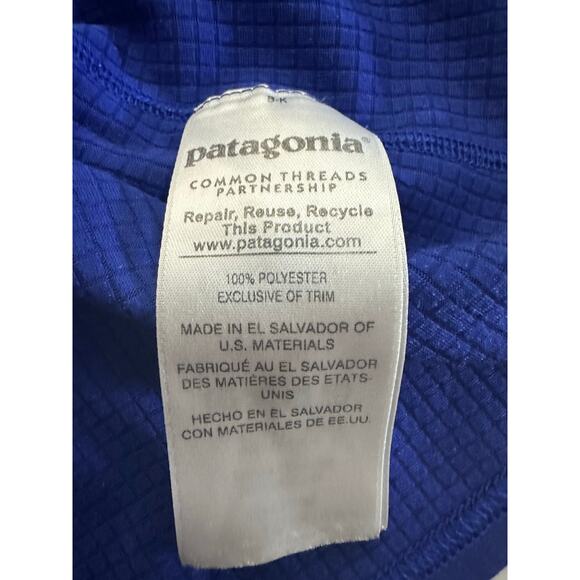 patagonia®
COMMON THREADS
PARTNERSHIP
Repair, Reuse, Recycle
This Product
www.patagonia.com
100% POLYESTER
EXCLUSIVE OF TRIM
MADE IN EL SALVADOR OF
U.S. MATERIALS
FABRIQUÉ AU EL SALVADOR
DES MATIÈRES DES ETATS-
UNIS
HECHO EN EL SALVADOR
CON MATERIALES DE EE.UU.